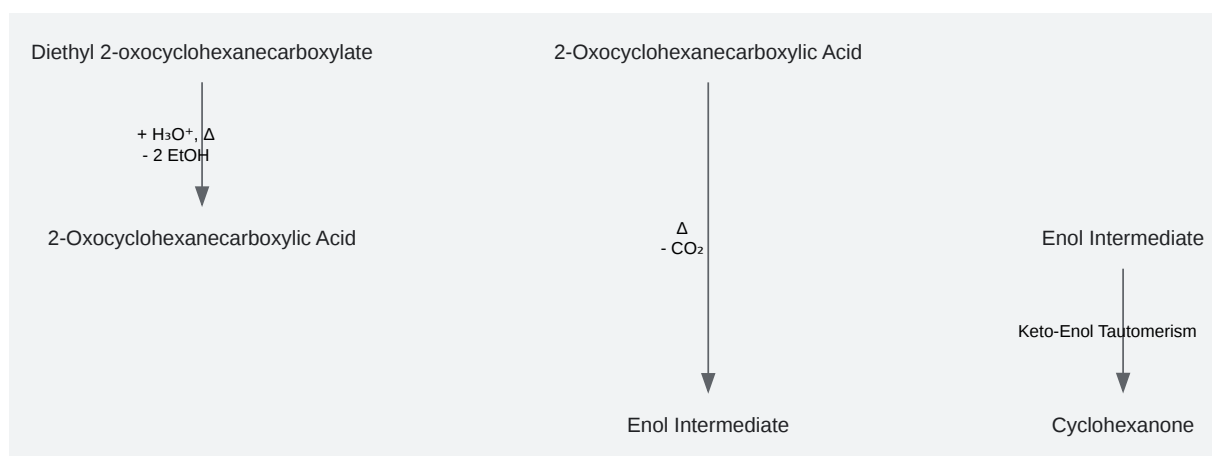 Diethyl 2-oxocyclohexanecarboxylate
+ H₃O⁺, Δ
- 2 EtOH
2-Oxocyclohexanecarboxylic Acid
2-Oxocyclohexanecarboxylic Acid
Δ
- CO₂
Enol Intermediate
Enol Intermediate
Keto-Enol Tautomerism
Cyclohexanone